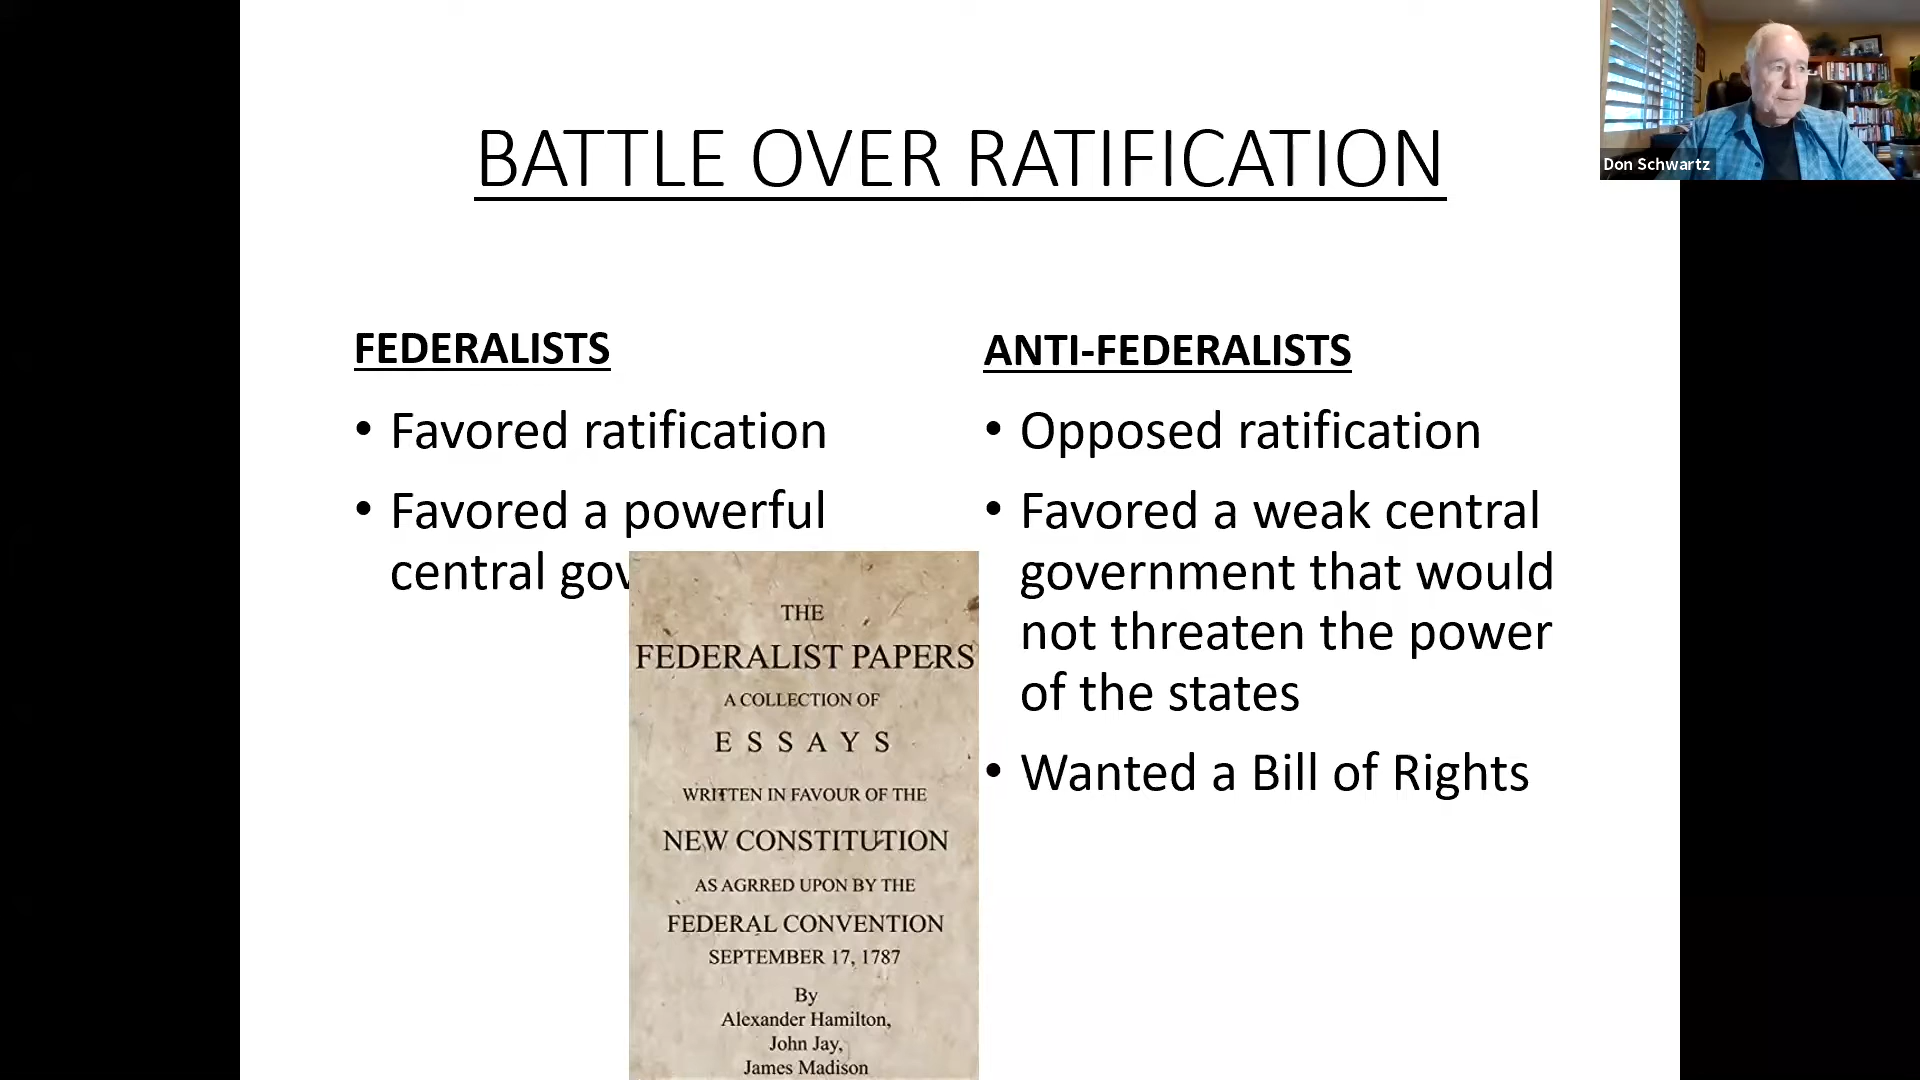 BATTLE OVER RATIFICATION
Don Schwartz
FEDERALISTS
• Favored ratification
• Favored a powerful
central gov
THE
FEDERALIST PAPERS
A COLLECTION OF
ESSAYS
WRITTEN IN FAVOUR OF THE
NEW CONSTITUTION
AS AGRRED UPON BY THE
FEDERAL CONVENTION
SEPTEMBER 17, 1787
By
Alexander Hamilton,
John Jay,
James Madison
ANTI-FEDERALISTS
• Opposed ratification
• Favored a weak central
government that would
not threaten the power
of the states
• Wanted a Bill of Rights